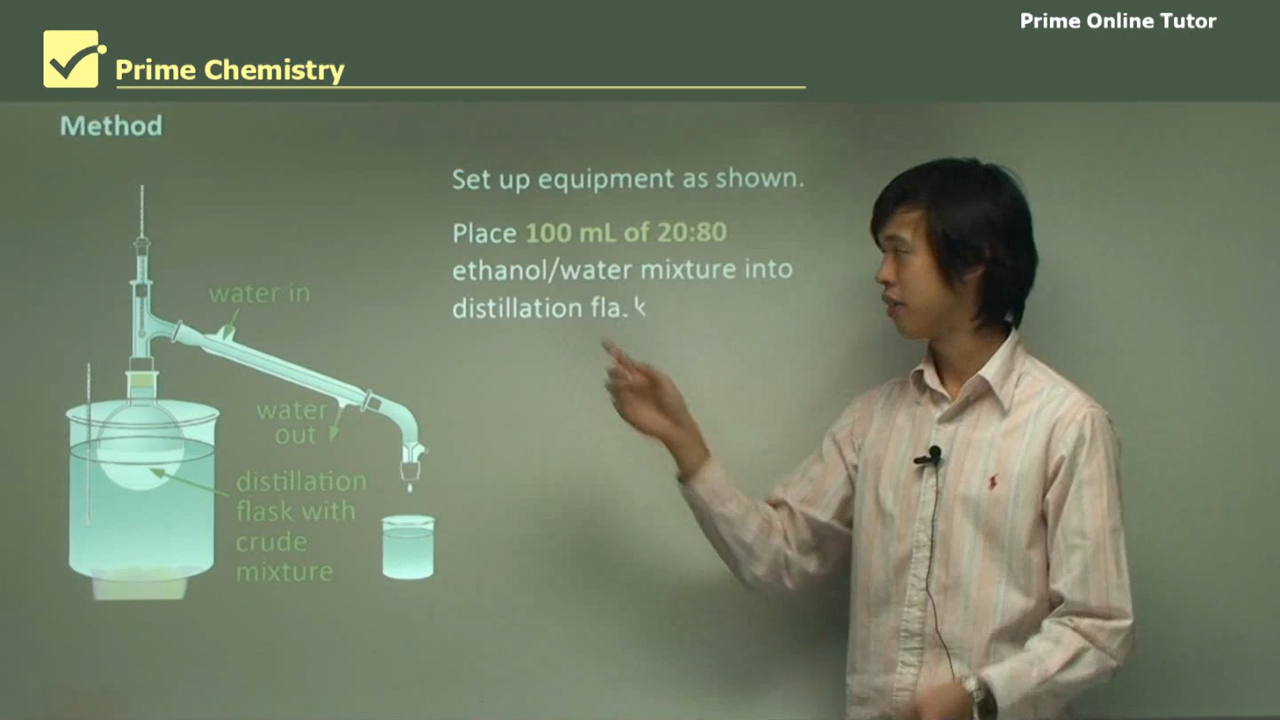 Prime Online Tutor
Prime Chemistry
Method
Set up equipment as shown.
Place 100 mL of 20:80
ethanol/water mixture into
distillation
water in
water
out
distillation
flask with
crude
mixture